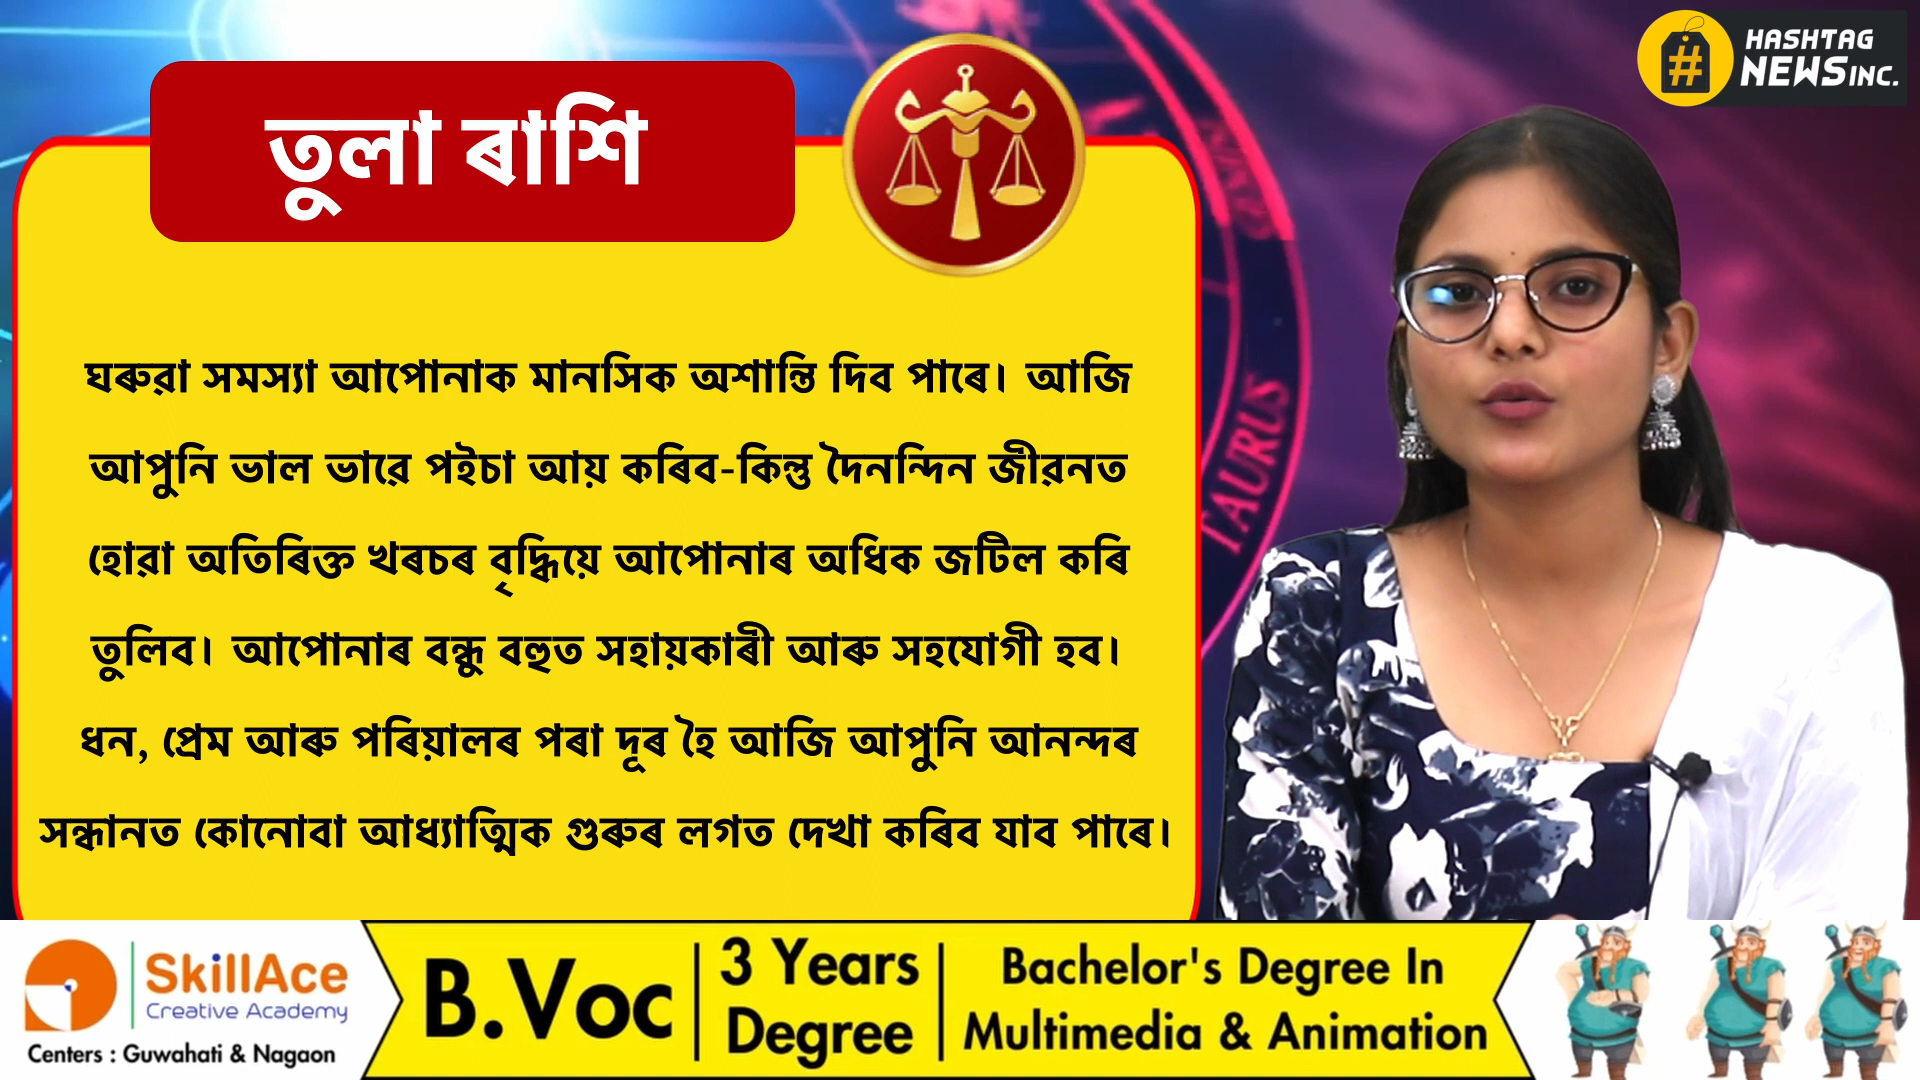 HASHTAG
NEWS INC.
তুলা ৰাশি
ঘৰুৱা সমস্যা আপোনাক মানসিক অশান্তি দিব পাৰে। আজি
আপুনি ভাল ভাৱে পইচা আয় কৰিব-কিন্তু দৈনন্দিন জীৱনত
হোৱা অতিৰিক্ত খৰচৰ বৃদ্ধিয়ে আপোনাৰ অধিক জটিল কৰি
তুলিব। আপোনাৰ বন্ধু বহুত সহায়কাৰী আৰু সহযোগী হব।
ধন, প্ৰেম আৰু পৰিয়ালৰ পৰা দূৰ হৈ আজি আপুনি আনন্দৰ
সন্ধানত কোনোবা আধ্যাত্মিক গুৰুৰ লগত দেখা কৰিব যাব পাৰে।
TAURUS
SkillAce
Creative Academy
Centers : Guwahati & Nagaon
B.Voc
3 Years
Degree
Bachelor's Degree In
Multimedia & Animation